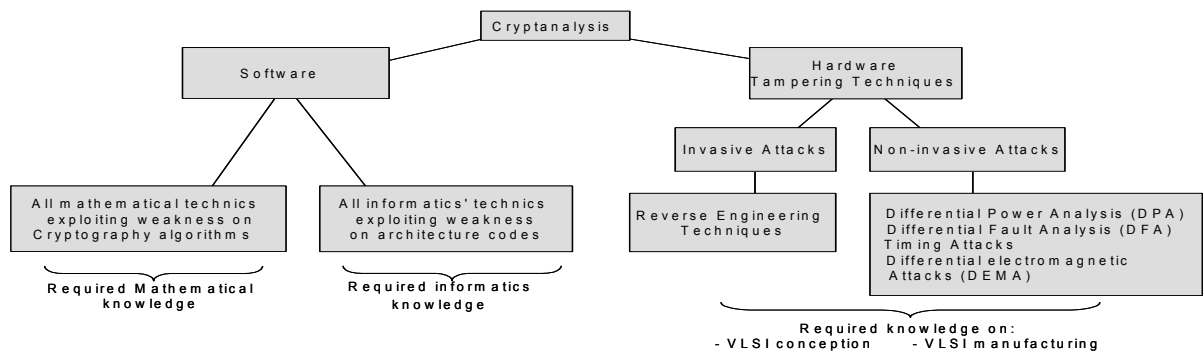 Cryptanalysis
Software
Hardware
Tampering Techniques
Invasive Attacks
Non-invasive Attacks
All mathematical technics
exploiting weakness on
Cryptography algorithms
All informatics' technics
exploiting weakness
on architecture codes
Reverse Engineering
Techniques
Differential Power Analysis (DPA)
Differential Fault Analysis (DFA)
Timing Attacks
Differential electromagnetic
Attacks (DEMA)
Required Mathematical
knowledge
Required informatics
knowledge
Required knowledge on:
- VLSI conception - VLSI manufacturing